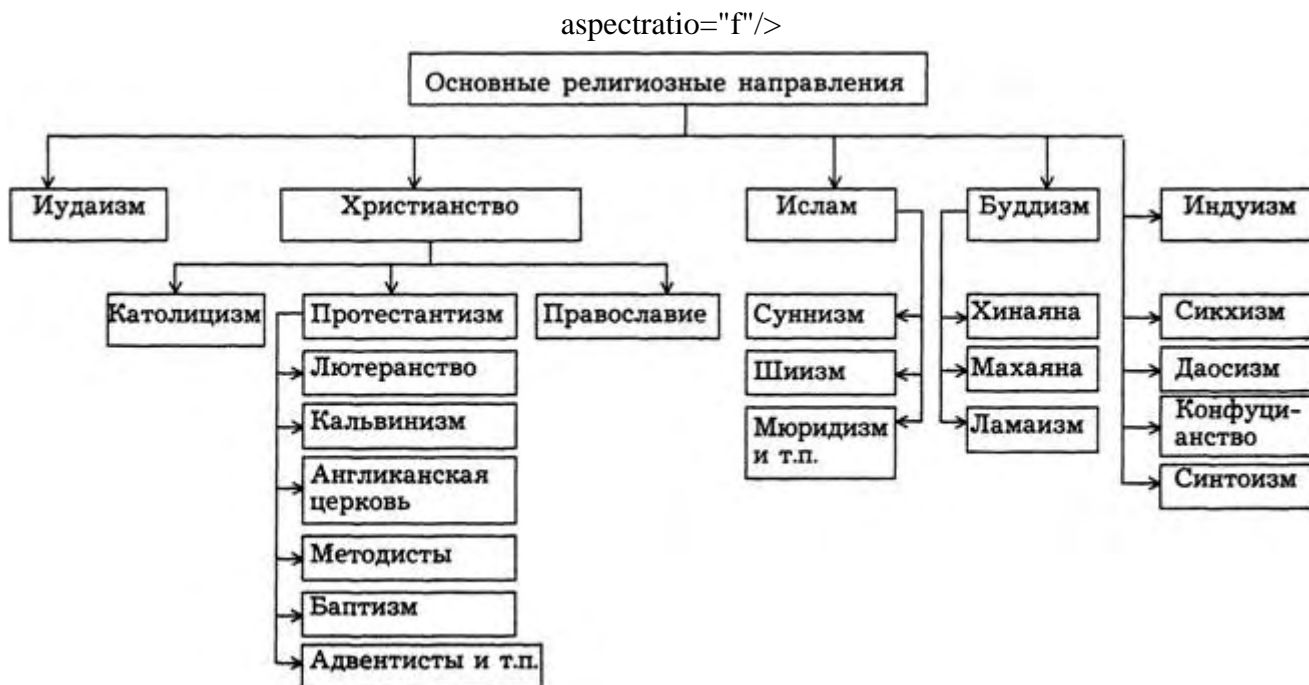 aspectratio="f"/>
Основные религиозные направления
Иудаизм
Христианство
Ислам
Буддизм
Индуизм
Католицизм
Протестантизм
Православие
Суннизм
Хинаяна
Сикхизм
Лютеранство
Шиизм
Махаяна
Даосизм
Кальвинизм
Мюридизм
и т.п.
Ламаизм
Конфуци-
анство
Англиканская
церковь
Синтоизм
Методисты
Баптизм
Адвентисты и т.п.